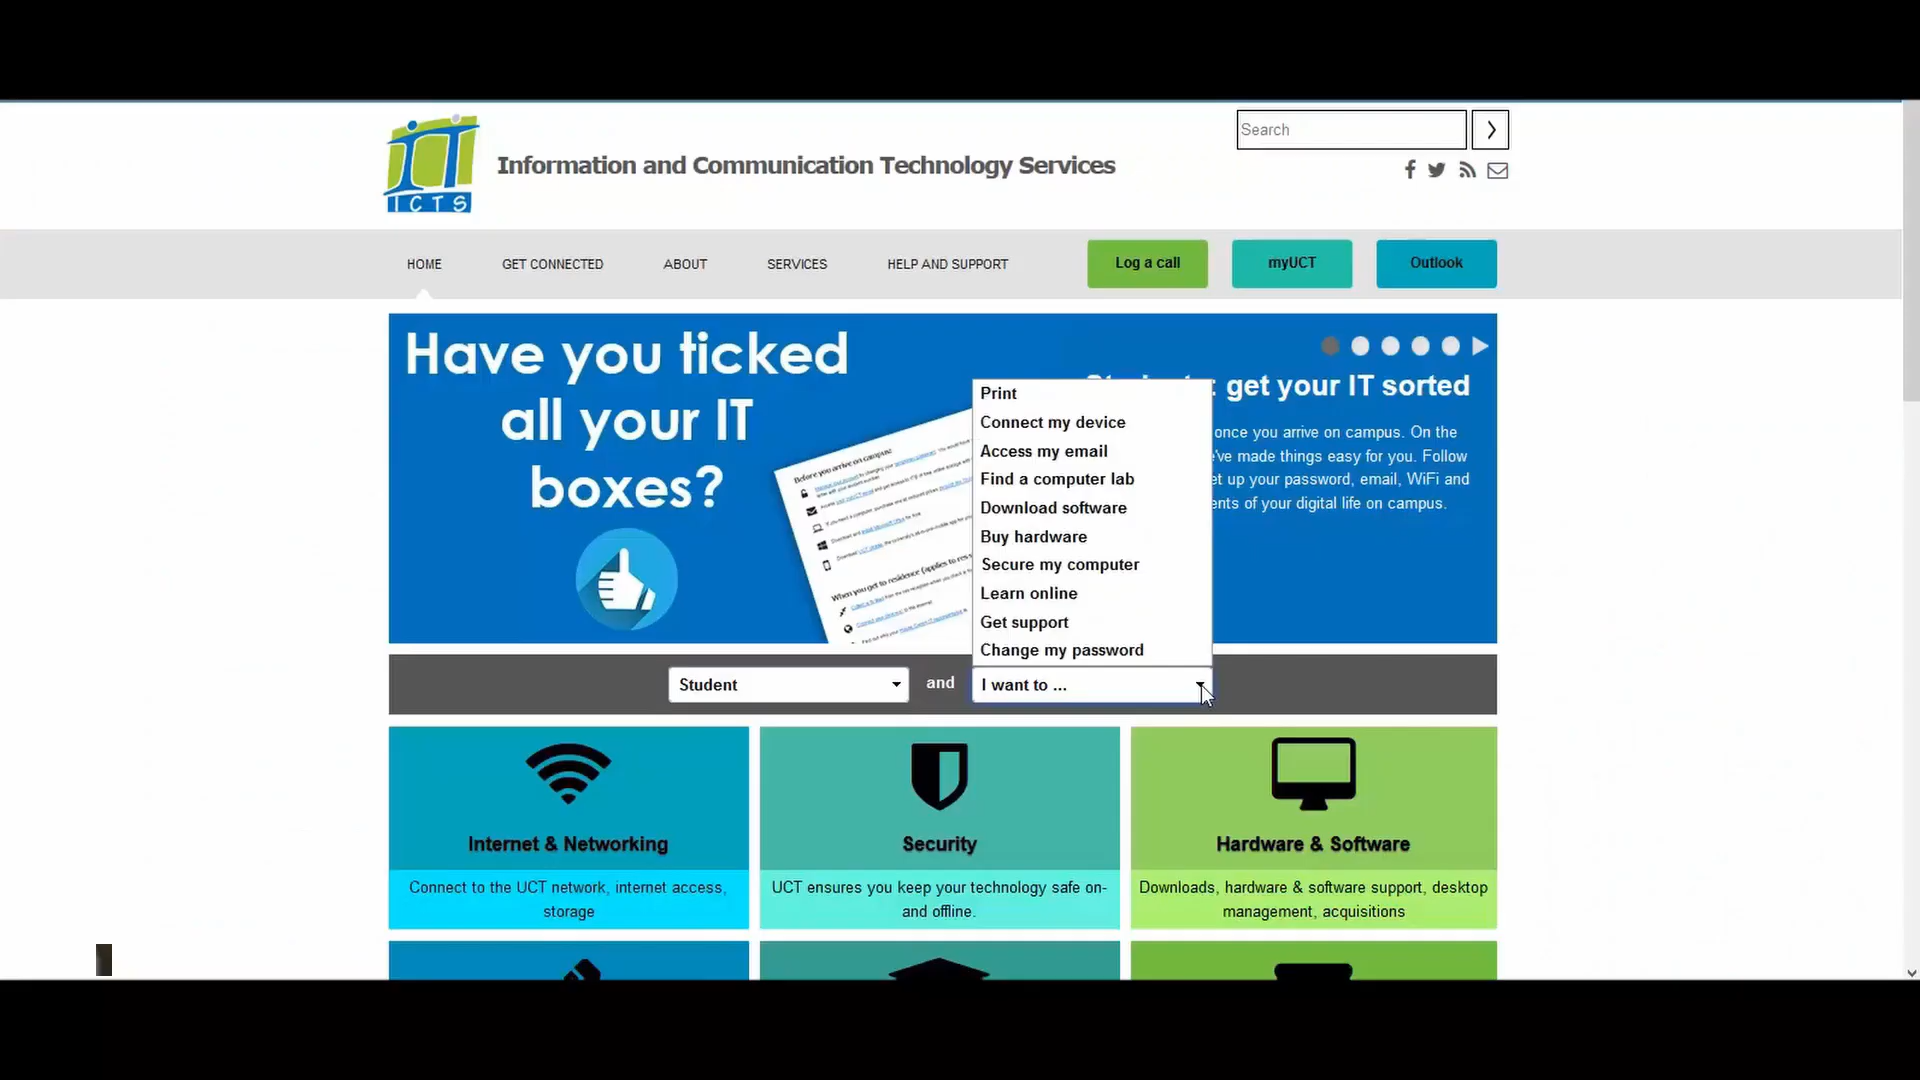 ICTS
Information and Communication Technology Services
Search
HOME
GET CONNECTED
ABOUT
SERVICES
HELP AND SUPPORT
Log a call
myUCT
Outlook
Have you ticked
all your IT
boxes?
Before you arrive on campus:
get your IT sorted
once you arrive on campus. On the
've made things easy for you. Follow
et up your password, email, WiFi and
ents of your digital life on campus.
Print
Connect my device
Access my email
Find a computer lab
Download software
Buy hardware
Secure my computer
Learn online
Get support
Change my password
Student
and
I want to ...
Internet & Networking
Connect to the UCT network, internet access,
storage
Security
UCT ensures you keep your technology safe on-
and offline.
Hardware & Software
Downloads, hardware & software support, desktop
management, acquisitions